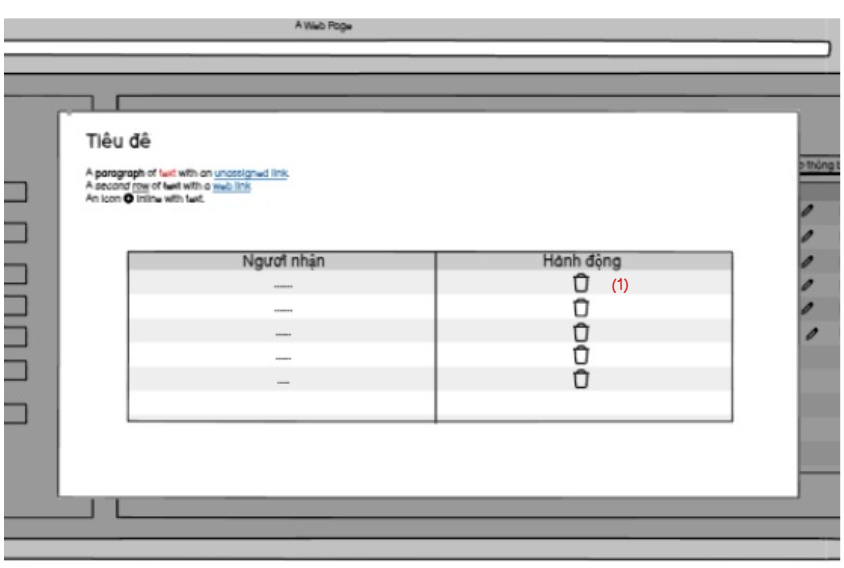 A Web Page
Tiêu đề
A paragraph of text with an unassigned link.
A second row of text with a web link
An icon inline with text.
Người nhận
Hành động
......
(1)
......
.....
.....
....